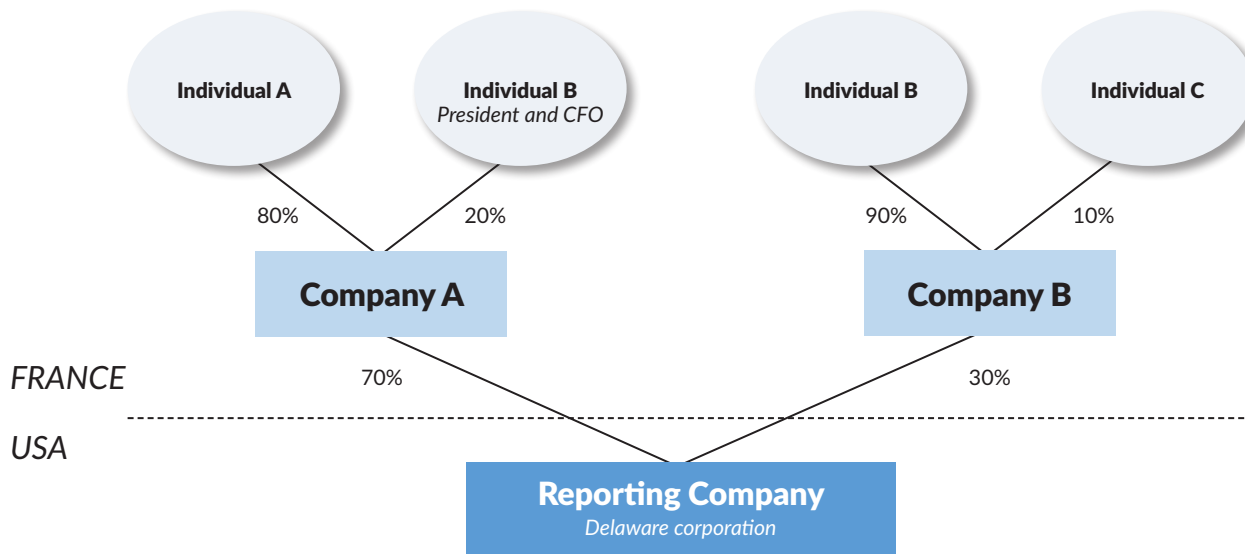 Individual A
Individual B
President and CFO
Individual B
Individual C
80%
20%
90%
10%
Company A
Company B
FRANCE
70%
30%
USA
Reporting Company
Delaware corporation